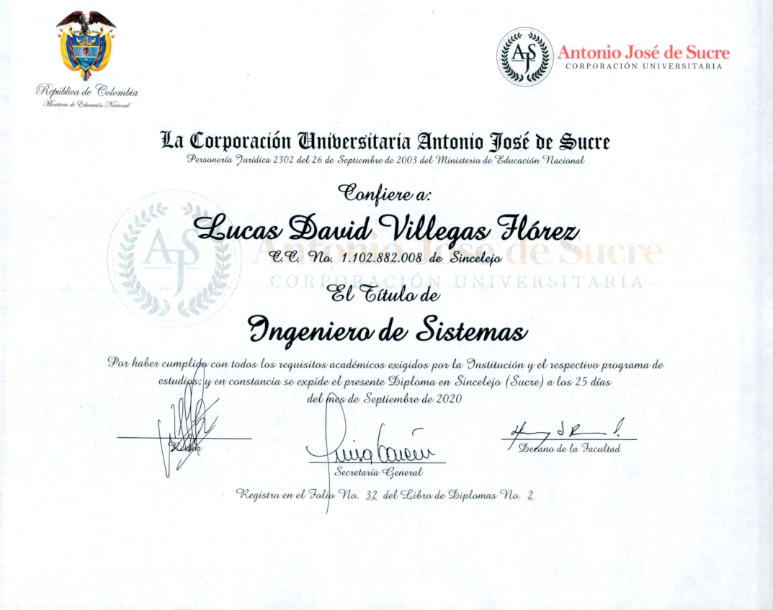 República de Colombia
Ministerio de Educación Nacional
AJS
Antonio José de Sucre
CORPORACIÓN UNIVERSITARIA
La Corporación Universitaria Antonio José de Sucre
Personería Jurídica 2302 del 26 de Septiembre de 2003 del Ministerio de Educación Nacional
Confiere a:
Lucas David Villegas Flórez
C.C. No. 1.102.882.008 de Sincelejo
AJS
Antonio José de Sucre
CORPORACIÓN UNIVERSITARIA
El Título de
Ingeniero de Sistemas
Por haber cumplido con todos los requisitos académicos exigidos por la Institución y el respectivo programa de
estudios; y en constancia se expide el presente Diploma en Sincelejo (Sucre) a los 25 días
del mes de Septiembre de 2020
Rector
Secretaria General
Decano de la Facultad
Registro en el Folio No. 32 del Libro de Diplomas No. 2